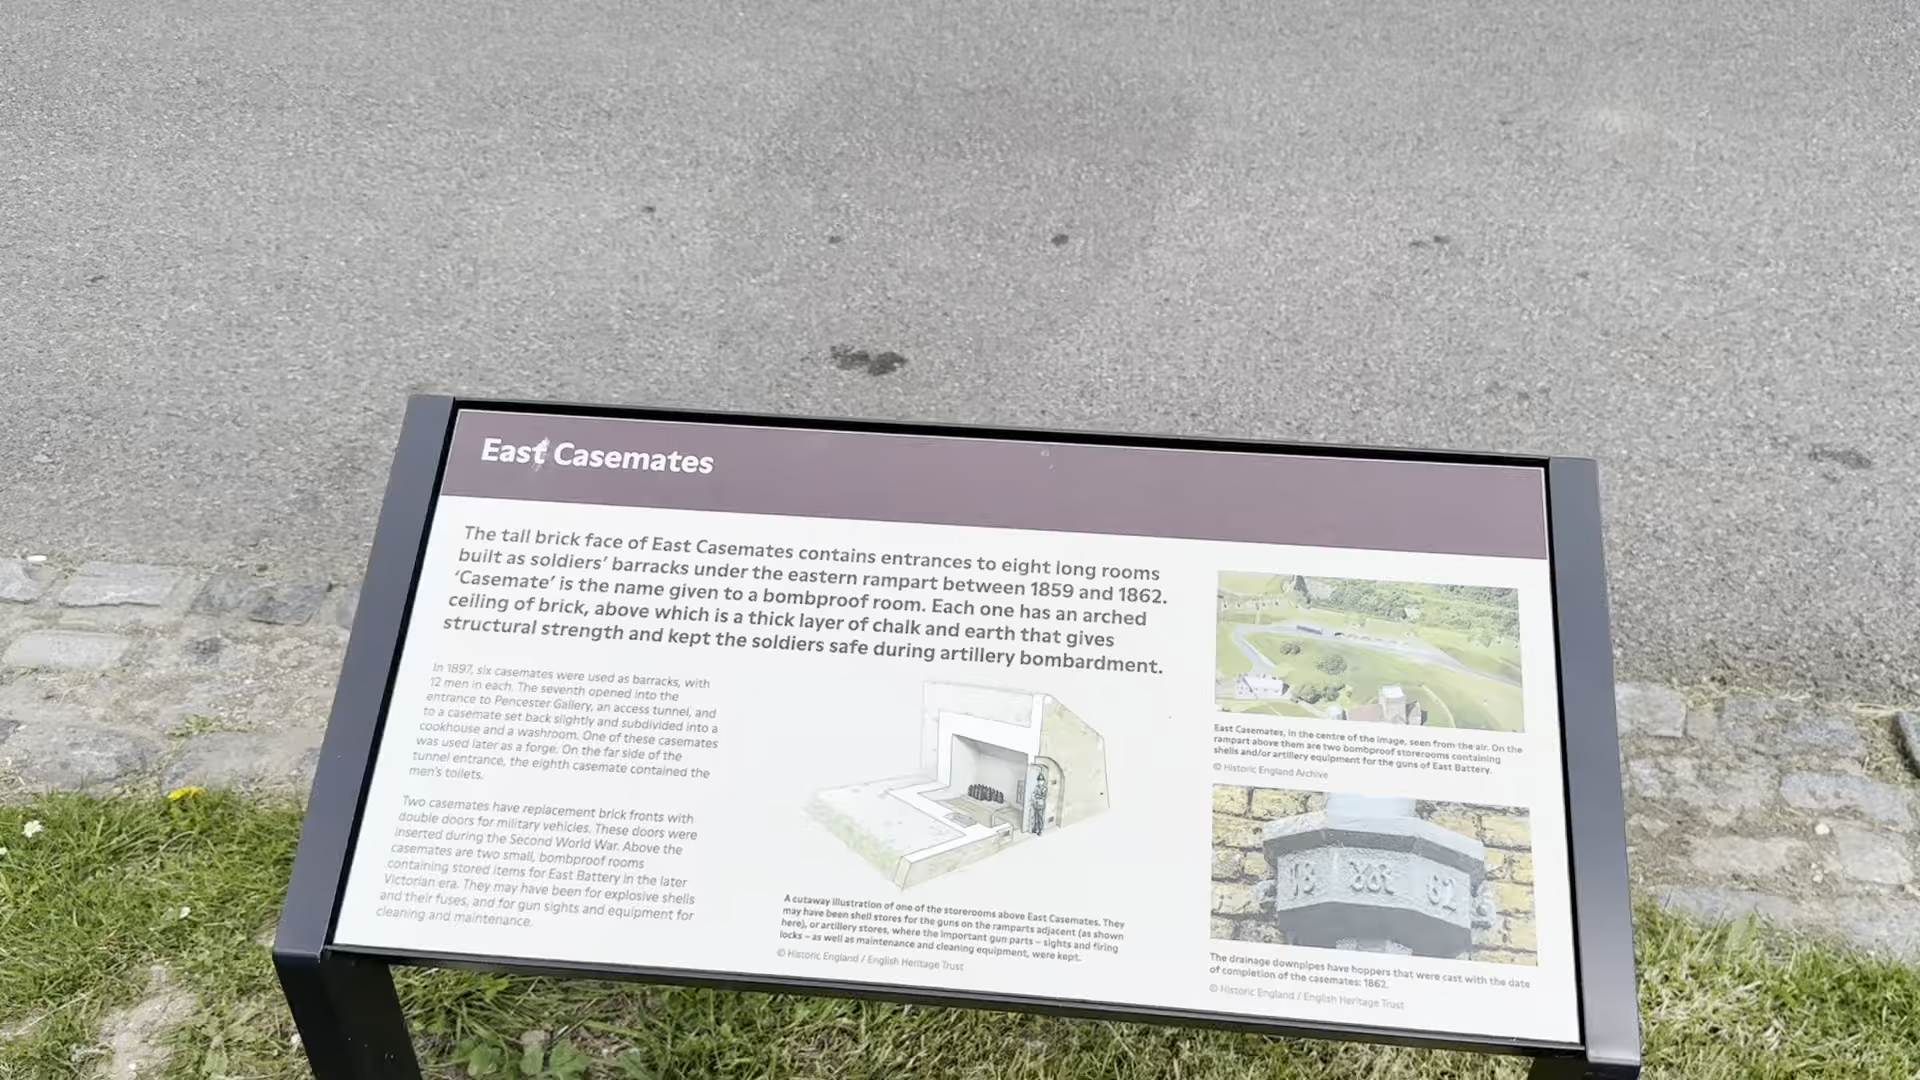 East Casemates
The tall brick face of East Casemates contains entrances to eight long rooms
built as soldiers’ barracks under the eastern rampart between 1859 and 1862.
‘Casemate’ is the name given to a bombproof room. Each one has an arched
ceiling of brick, above which is a thick layer of chalk and earth that gives
structural strength and kept the soldiers safe during artillery bombardment.
In 1897, six casemates were used as barracks, with
12 men in each. The seventh opened into the
entrance to Pencester Gallery, an access tunnel, and
to a casemate set back slightly and subdivided into a
cookhouse and a washroom. One of these casemates
was used later as a forge. On the far side of the
tunnel entrance, the eighth casemate contained the
men’s toilets.
Two casemates have replacement brick fronts with
double doors for military vehicles. These doors were
inserted during the Second World War. Above the
casemates are two small, bombproof rooms
containing stored items for East Battery in the later
Victorian era. They may have been for explosive shells
and their fuses, and for gun sights and equipment for
cleaning and maintenance.
A cutaway illustration of one of the storerooms above East Casemates. They
may have been shell stores for the guns on the ramparts adjacent (as shown
here), or artillery stores, where the important gun parts – sights and firing
locks – as well as maintenance and cleaning equipment, were kept.
© Historic England / English Heritage Trust
East Casemates, in the centre of the image, seen from the air. On the
rampart above them are two bombproof storerooms containing
shells and/or artillery equipment for the guns of East Battery.
© Historic England Archive
18 62
The drainage downpipes have hoppers that were cast with the date
of completion of the casemates: 1862.
© Historic England / English Heritage Trust